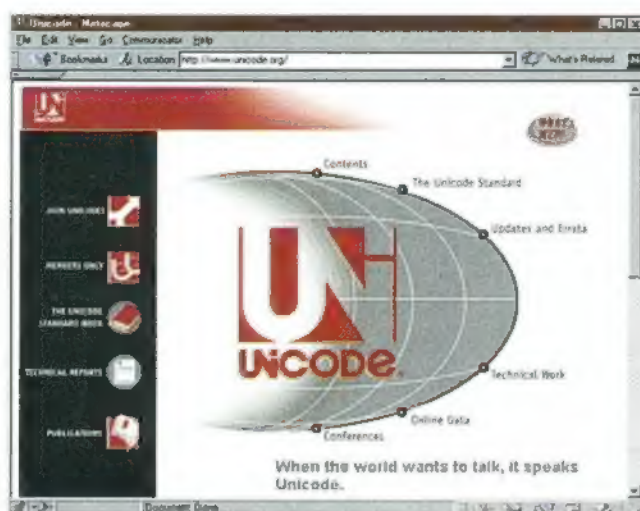 Unicode - Netscape
File Edit View Go Communicator Help
Bookmarks Location http://www.unicode.org/ What's Related
UNICODE
Contents
The Unicode Standard
Updates and Errata
JOIN UNICODE
MEMBERS ONLY
THE UNICODE
STANDARD BOOK
TECHNICAL REPORTS
PUBLICATIONS
UNICODE
Technical Work
Online Data
Conferences
When the world wants to talk, it speaks
Unicode.
Document: Done